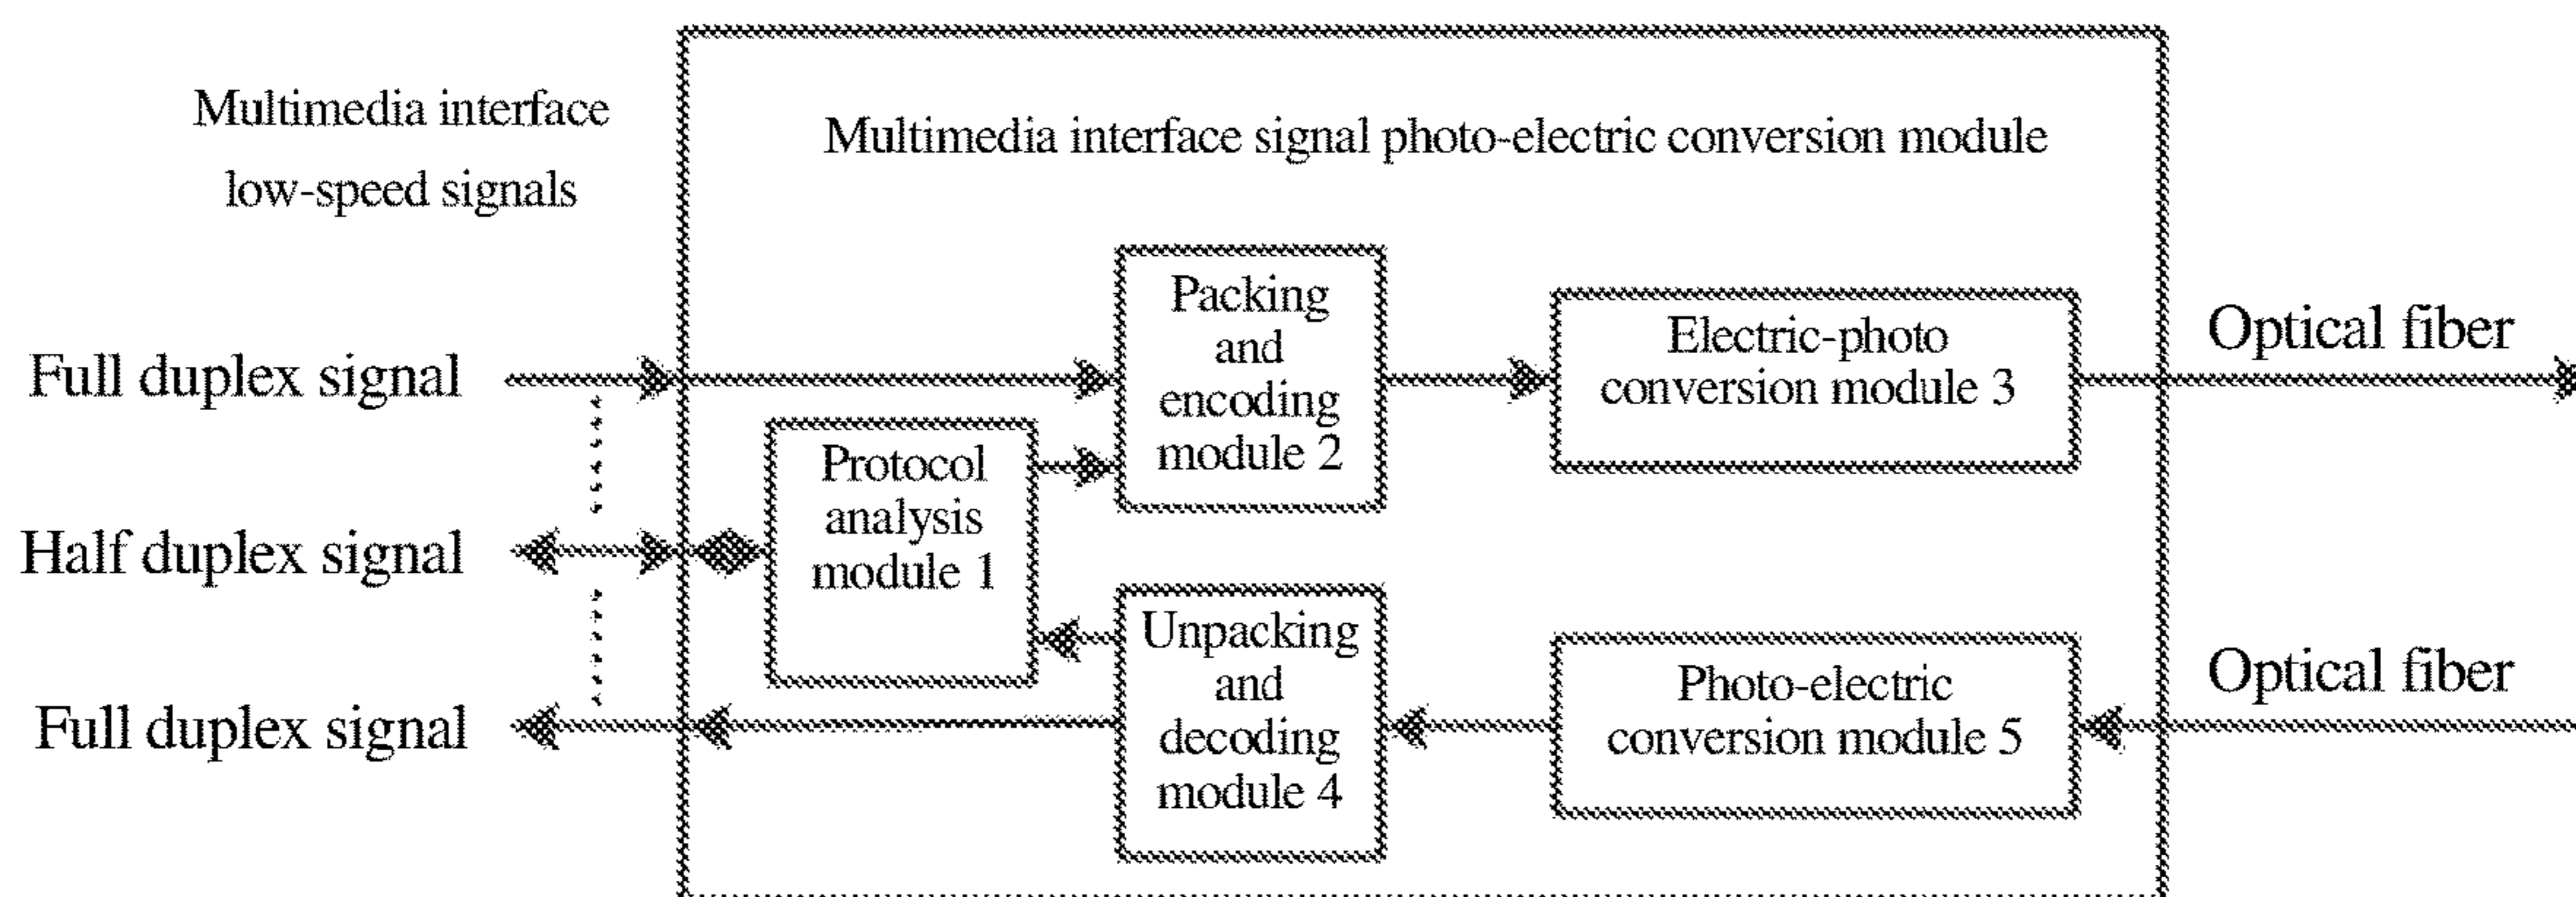 Multimedia interface
low-speed signals
Multimedia interface signal photo-electric conversion module
Full duplex signal
Half duplex signal
Full duplex signal
Protocol
analysis
module 1
Packing
and
encoding
module 2
Electric-photo
conversion module 3
Optical fiber
Unpacking
and
decoding
module 4
Photo-electric
conversion module 5
Optical fiber